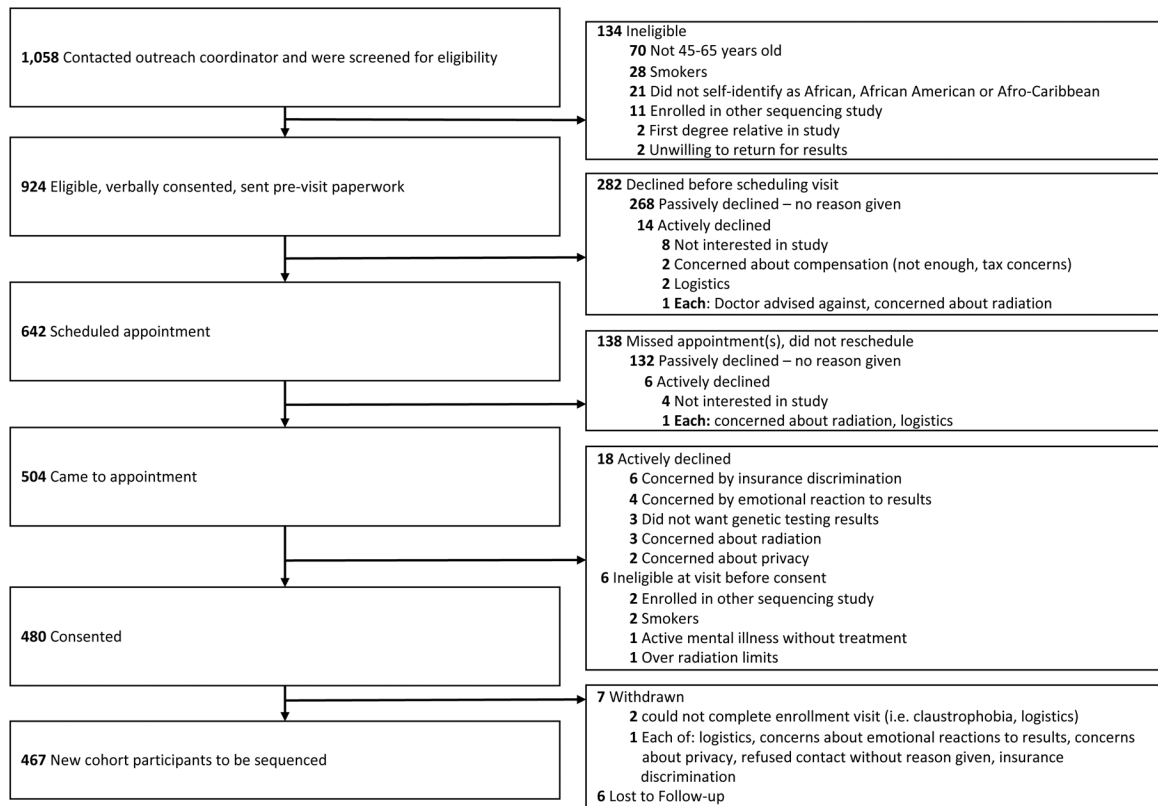 1,058 Contacted outreach coordinator and were screened for eligibility
134 Ineligible
70 Not 45-65 years old
28 Smokers
21 Did not self-identify as African, African American or Afro-Caribbean
11 Enrolled in other sequencing study
2 First degree relative in study
2 Unwilling to return for results
924 Eligible, verbally consented, sent pre-visit paperwork
282 Declined before scheduling visit
268 Passively declined – no reason given
14 Actively declined
8 Not interested in study
2 Concerned about compensation (not enough, tax concerns)
2 Logistics
1 Each: Doctor advised against, concerned about radiation
642 Scheduled appointment
138 Missed appointment(s), did not reschedule
132 Passively declined – no reason given
6 Actively declined
4 Not interested in study
1 Each: concerned about radiation, logistics
504 Came to appointment
18 Actively declined
6 Concerned by insurance discrimination
4 Concerned by emotional reaction to results
3 Did not want genetic testing results
3 Concerned about radiation
2 Concerned about privacy
6 Ineligible at visit before consent
2 Enrolled in other sequencing study
2 Smokers
1 Active mental illness without treatment
1 Over radiation limits
480 Consented
7 Withdrawn
2 could not complete enrollment visit (i.e. claustrophobia, logistics)
1 Each of: logistics, concerns about emotional reactions to results, concerns
about privacy, refused contact without reason given, insurance
discrimination
6 Lost to Follow-up
467 New cohort participants to be sequenced